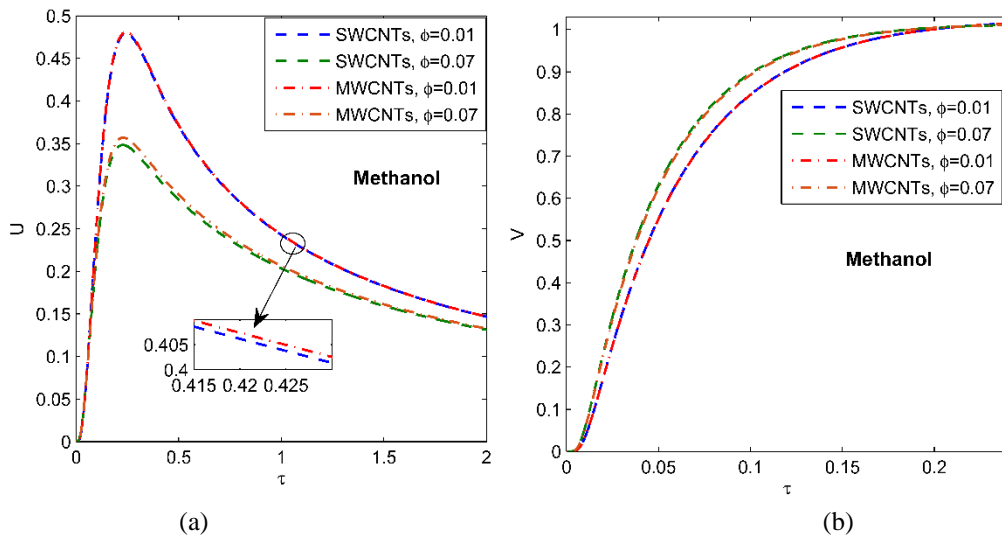 0.5
0.45
0.4
0.35
0.3
0.25
0.2
0.15
0.1
0.05
0
U
SWCNTs, ϕ=0.01
SWCNTs, ϕ=0.07
MWCNTs, ϕ=0.01
MWCNTs, ϕ=0.07
Methanol
0.405
0.4
0.415 0.42 0.425
0 0.5 1 1.5 2
τ
(a)
1
0.9
0.8
0.7
0.6
0.5
0.4
0.3
0.2
0.1
0
V
SWCNTs, ϕ=0.01
SWCNTs, ϕ=0.07
MWCNTs, ϕ=0.01
MWCNTs, ϕ=0.07
Methanol
0 0.05 0.1 0.15 0.2
τ
(b)